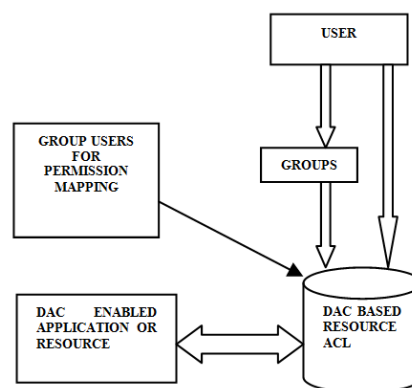 USER
GROUP USERS
FOR
PERMISSION
MAPPING
GROUPS
DAC ENABLED
APPLICATION OR
RESOURCE
DAC BASED
RESOURCE
ACL